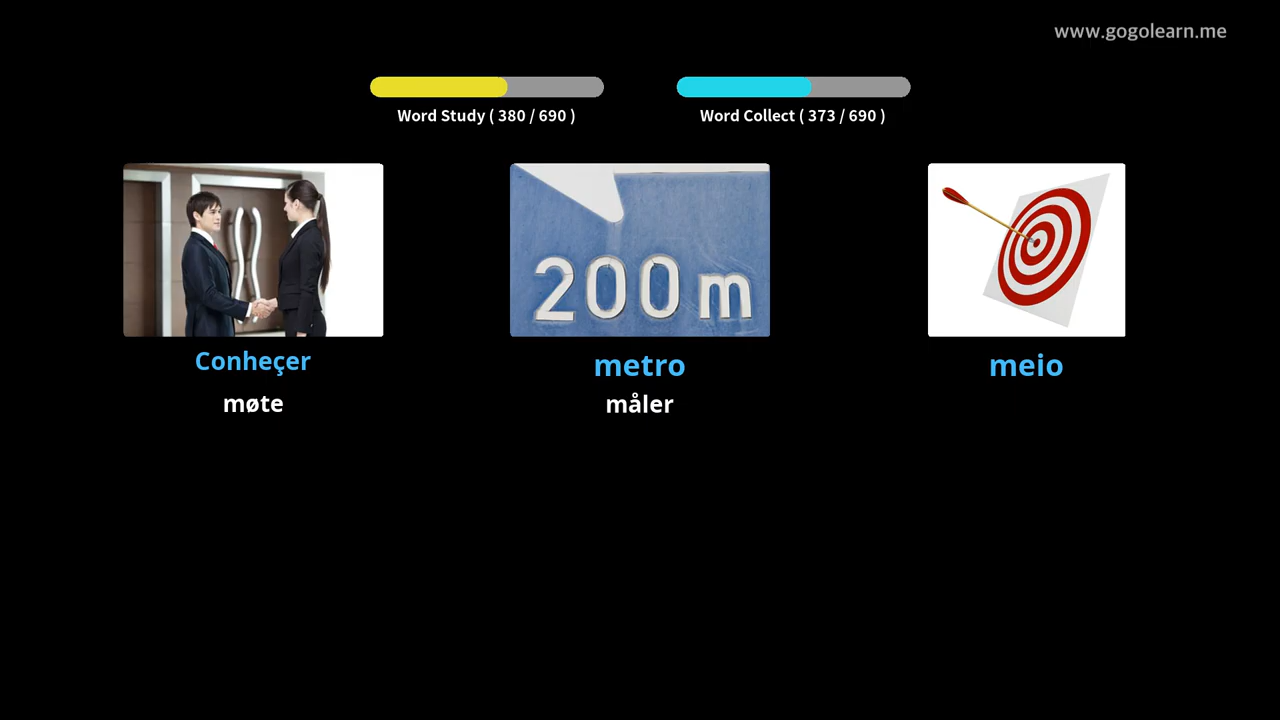 www.gogolearn.me
Word Study ( 380 / 690 )
Word Collect ( 373 / 690 )
200 m
Conheçer
metro
meio
møte
måler